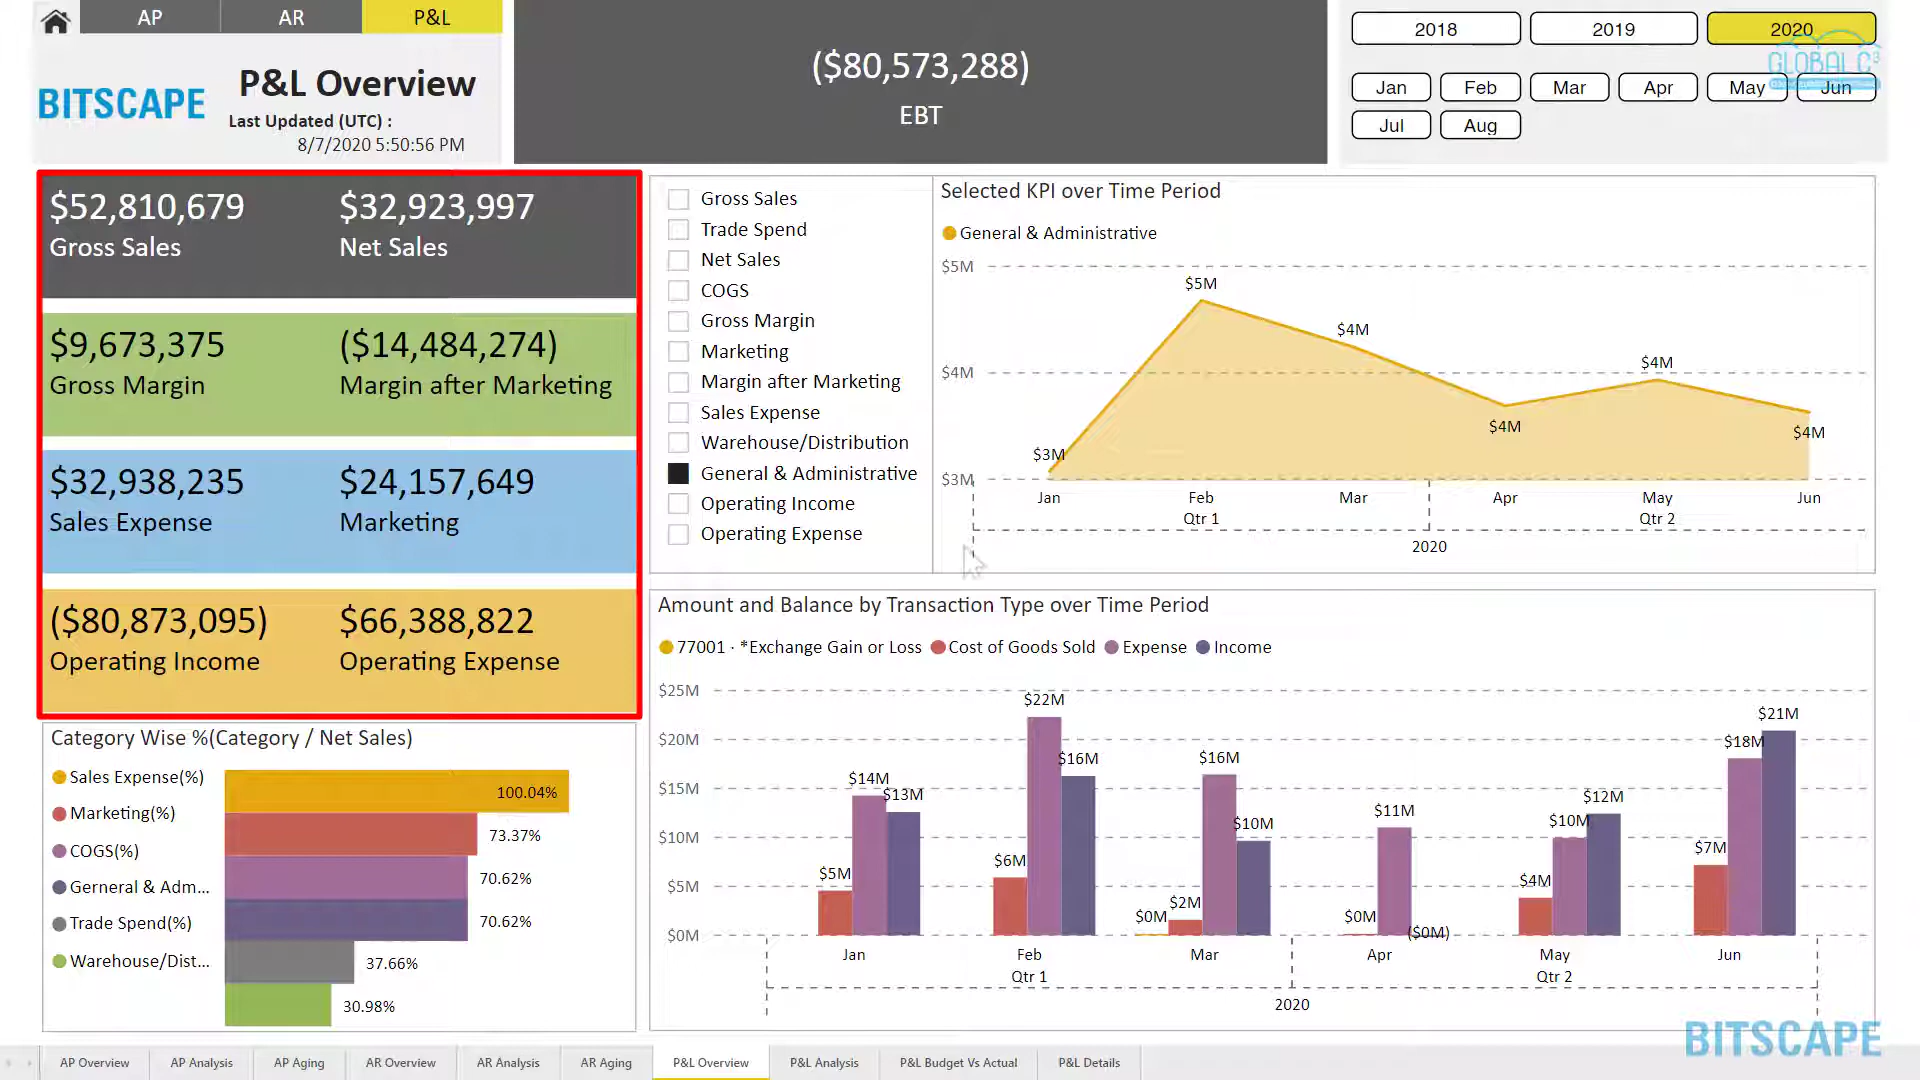 AP
AR
P&L
BITSCAPE
P&L Overview
Last Updated (UTC) :
8/7/2020 5:50:56 PM
($80,573,288)
EBT
2018
2019
2020
GLOBAL C³
Jan
Feb
Mar
Apr
May
Jun
Jul
Aug
$52,810,679
Gross Sales
$32,923,997
Net Sales
$9,673,375
Gross Margin
($14,484,274)
Margin after Marketing
$32,938,235
Sales Expense
$24,157,649
Marketing
($80,873,095)
Operating Income
$66,388,822
Operating Expense
Gross Sales
Trade Spend
Net Sales
COGS
Gross Margin
Marketing
Margin after Marketing
Sales Expense
Warehouse/Distribution
General & Administrative
Operating Income
Operating Expense
Selected KPI over Time Period
General & Administrative
$5M
$4M
$3M
$3M
$5M
$4M
$4M
$4M
$4M
Jan
Feb
Mar
Apr
May
Jun
Qtr 1
Qtr 2
2020
Category Wise %(Category / Net Sales)
Sales Expense(%)
Marketing(%)
COGS(%)
Gerneral & Adm...
Trade Spend(%)
Warehouse/Dist...
100.04%
73.37%
70.62%
70.62%
37.66%
30.98%
Amount and Balance by Transaction Type over Time Period
77001 · *Exchange Gain or Loss
Cost of Goods Sold
Expense
Income
$25M
$20M
$15M
$10M
$5M
$0M
$5M
$14M
$13M
$6M
$22M
$16M
$0M
$2M
$16M
$10M
$0M
$11M
($0M)
$4M
$10M
$12M
$7M
$18M
$21M
Jan
Feb
Mar
Apr
May
Jun
Qtr 1
Qtr 2
2020
BITSCAPE
AP Overview
AP Analysis
AP Aging
AR Overview
AR Analysis
AR Aging
P&L Overview
P&L Analysis
P&L Budget Vs Actual
P&L Details